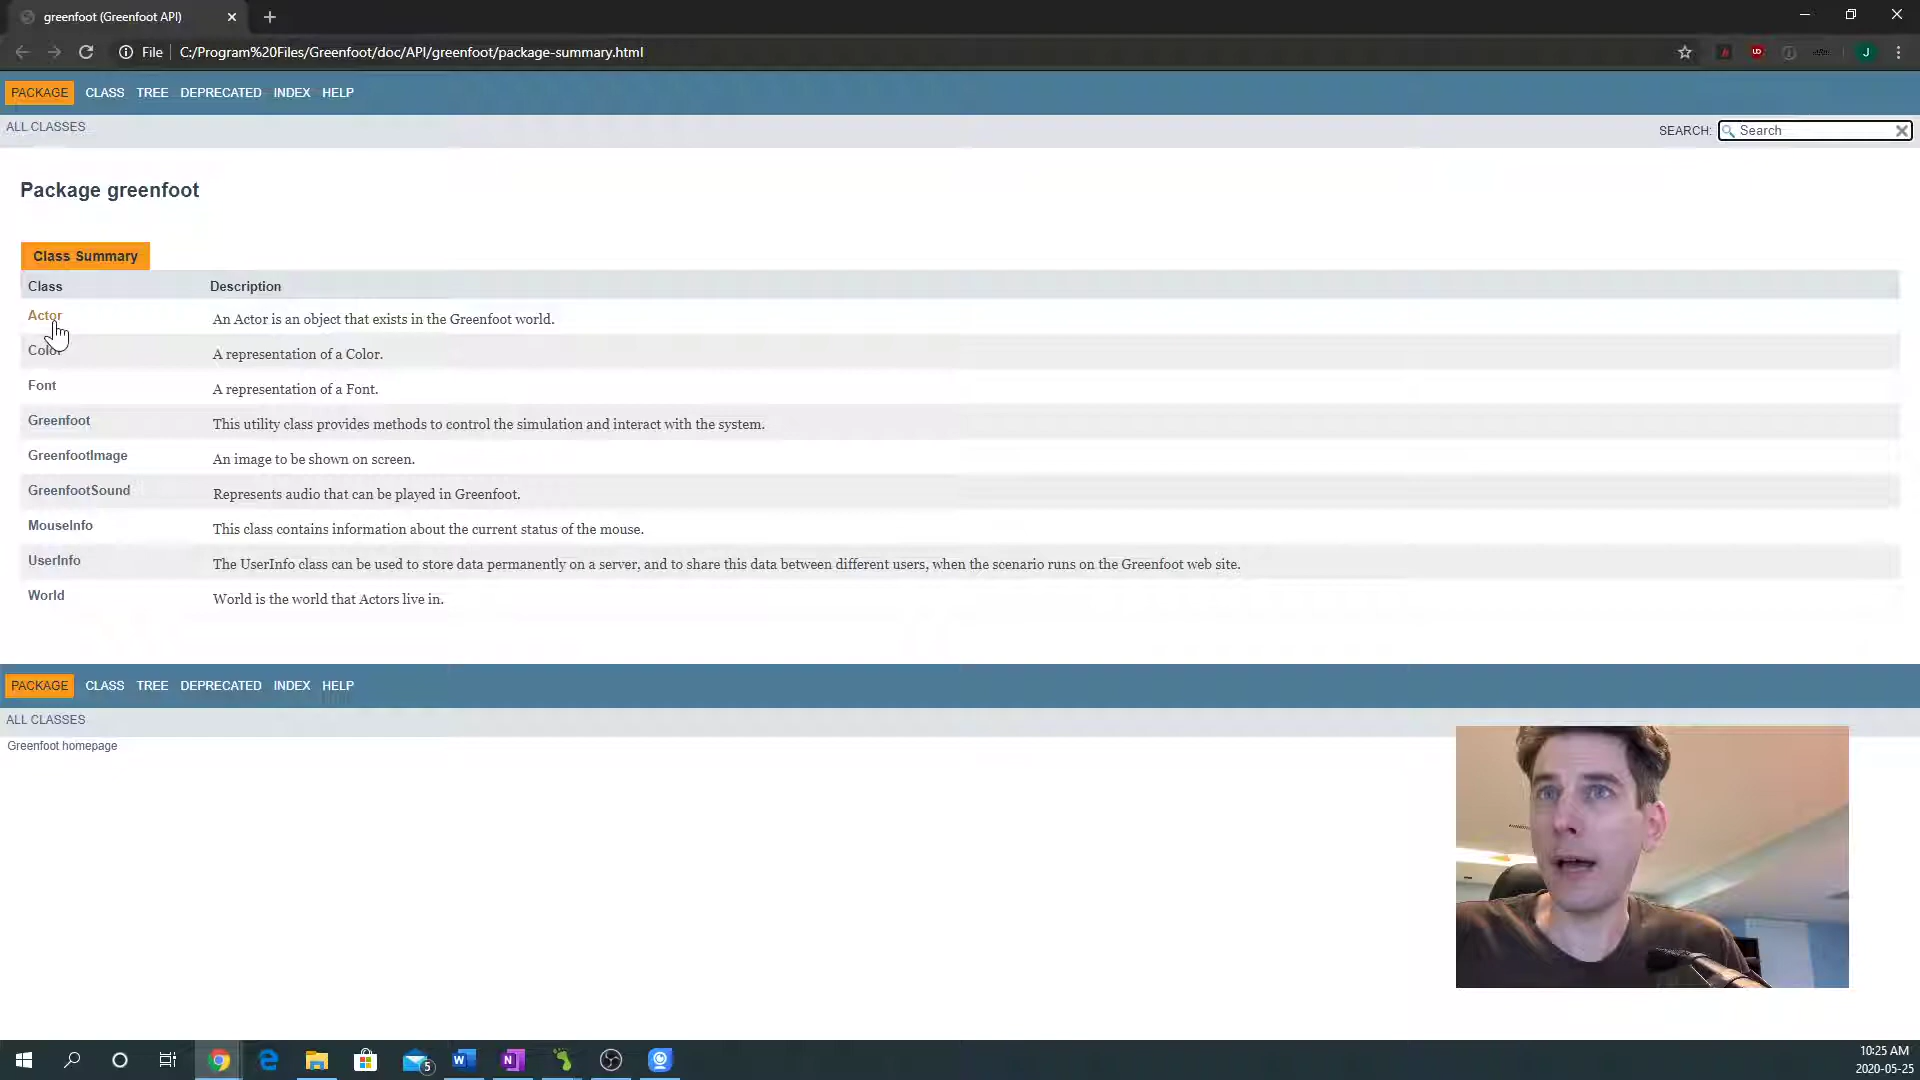 greenfoot (Greenfoot API)
File C:/Program%20Files/Greenfoot/doc/API/greenfoot/package-summary.html
J
PACKAGE CLASS TREE DEPRECATED INDEX HELP
ALL CLASSES
SEARCH: Search
Package greenfoot
Class Summary
Class Description
Actor An Actor is an object that exists in the Greenfoot world.
Color A representation of a Color.
Font A representation of a Font.
Greenfoot This utility class provides methods to control the simulation and interact with the system.
GreenfootImage An image to be shown on screen.
GreenfootSound Represents audio that can be played in Greenfoot.
MouseInfo This class contains information about the current status of the mouse.
UserInfo The UserInfo class can be used to store data permanently on a server, and to share this data between different users, when the scenario runs on the Greenfoot web site.
World World is the world that Actors live in.
PACKAGE CLASS TREE DEPRECATED INDEX HELP
ALL CLASSES
Greenfoot homepage
5
W
N
10:25 AM
2020-05-25